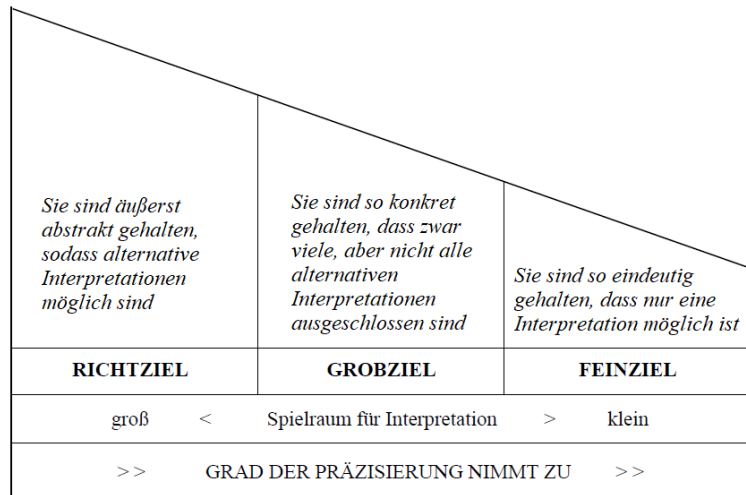 Sie sind äußerst
abstrakt gehalten,
sodass alternative
Interpretationen
möglich sind
Sie sind so konkret
gehalten, dass zwar
viele, aber nicht alle
alternativen
Interpretationen
ausgeschlossen sind
Sie sind so eindeutig
gehalten, dass nur eine
Interpretation möglich ist
RICHTZIEL GROBZIEL FEINZIEL
groß < Spielraum für Interpretation > klein
>> GRAD DER PRÄZISIERUNG NIMMT ZU >>